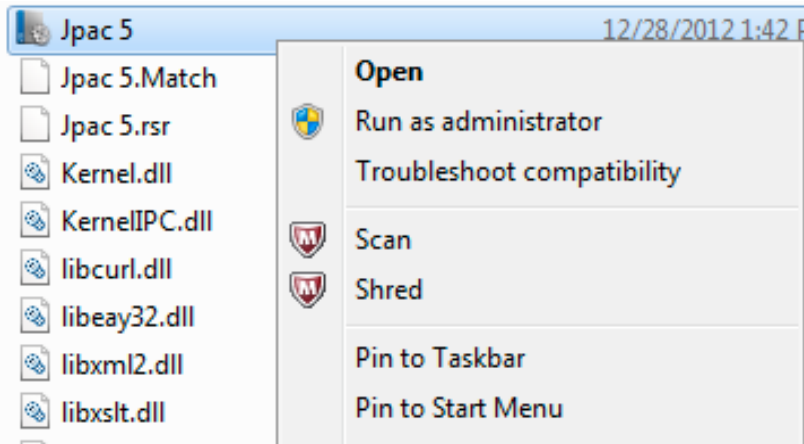 Jpac 5 12/28/2012 1:42 P
Jpac 5.Match
Jpac 5.rsr
Kernel.dll
KernelIPC.dll
libcurl.dll
libeay32.dll
libxml2.dll
libxslt.dll
Open
Run as administrator
Troubleshoot compatibility
Scan
Shred
Pin to Taskbar
Pin to Start Menu